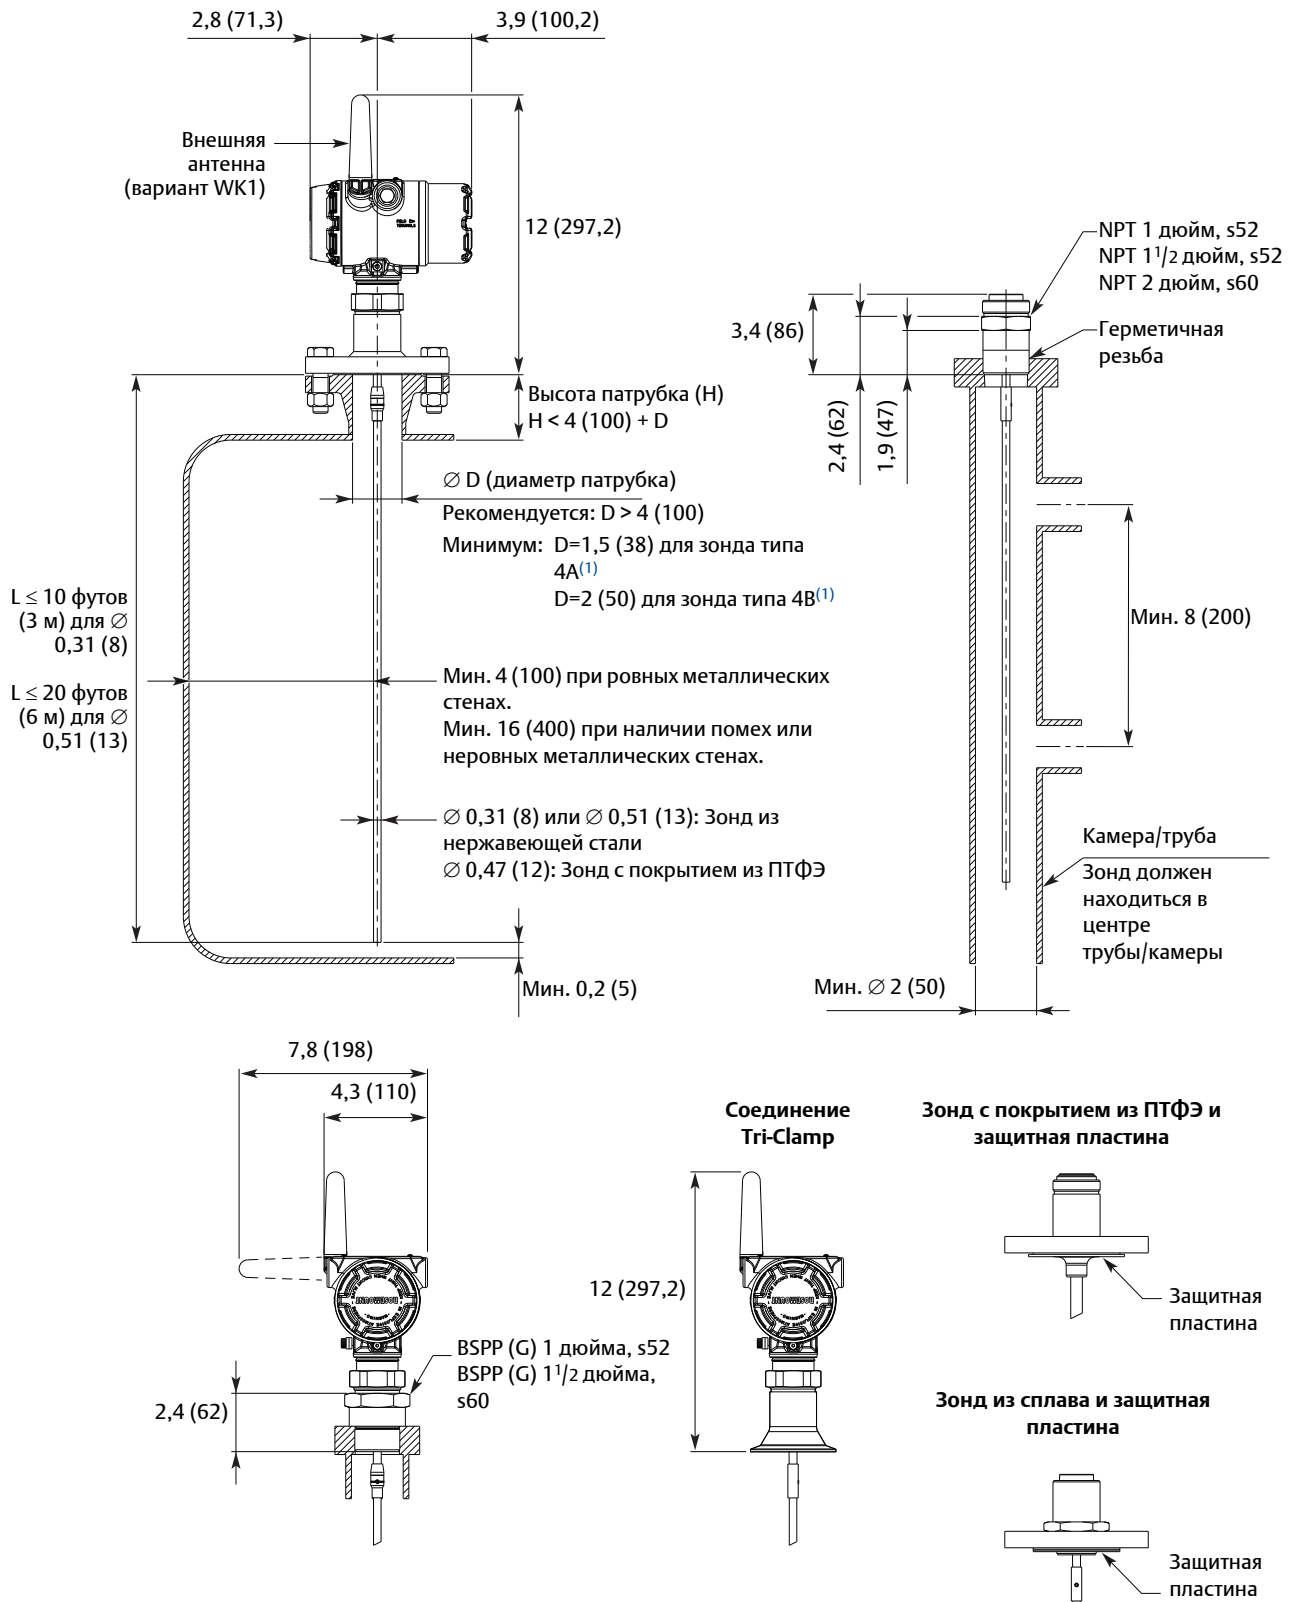 2,8 (71,3)
3,9 (100,2)
Внешняя
антенна
(вариант WK1)
12 (297,2)
Высота патрубка (H)
H < 4 (100) + D
∅ D (диаметр патрубка)
Рекомендуется: D > 4 (100)
Минимум: D=1,5 (38) для зонда типа
4A(1)
D=2 (50) для зонда типа 4B(1)
L ≤ 10 футов
(3 м) для ∅
0,31 (8)
L ≤ 20 футов
(6 м) для ∅
0,51 (13)
Мин. 4 (100) при ровных металлических
стенах.
Мин. 16 (400) при наличии помех или
неровных металлических стенах.
∅ 0,31 (8) или ∅ 0,51 (13): Зонд из
нержавеющей стали
∅ 0,47 (12): Зонд с покрытием из ПТФЭ
Мин. 0,2 (5)
NPT 1 дюйм, s52
NPT 1 1/2 дюйм, s52
NPT 2 дюйм, s60
3,4 (86)
Герметичная
резьба
2,4 (62)
1,9 (47)
Мин. 8 (200)
Камера/труба
Зонд должен
находиться в
центре
трубы/камеры
Мин. ∅ 2 (50)
7,8 (198)
4,3 (110)
BSPP (G) 1 дюйма, s52
BSPP (G) 1 1/2 дюйма,
s60
2,4 (62)
Соединение
Tri-Clamp
12 (297,2)
Зонд с покрытием из ПТФЭ и
защитная пластина
Защитная
пластина
Зонд из сплава и защитная
пластина
Защитная
пластина